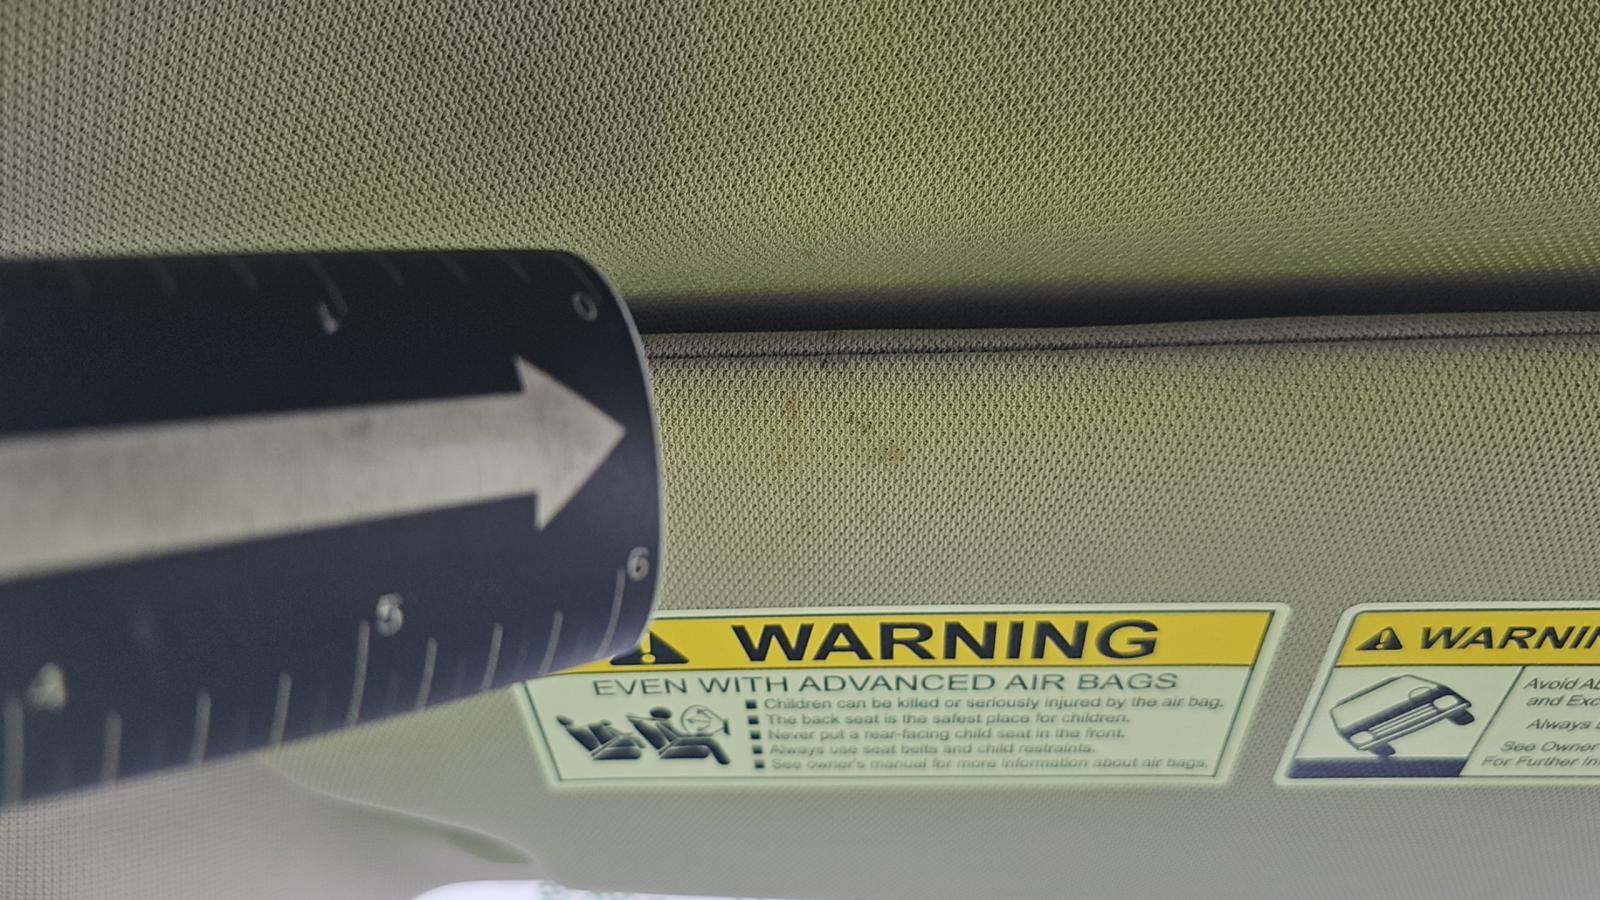 0
6
5
4
WARNING
EVEN WITH ADVANCED AIR BAGS
Children can be killed or seriously injured by the air bag.
The back seat is the safest place for children.
Never put a rear-facing child seat in the front.
Always use seat belts and child restraints.
See owner's manual for more information about air bags.
WARNIN
Avoid Ab
and Exc
Always
See Owner
For Further In